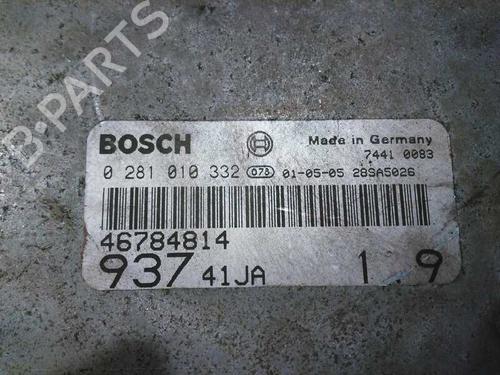 B-PARTS
BOSCH Made in Germany
7441 0083
0 281 010 332 078 01-05-05 28SA5026
46784814
937 41JA 1.9